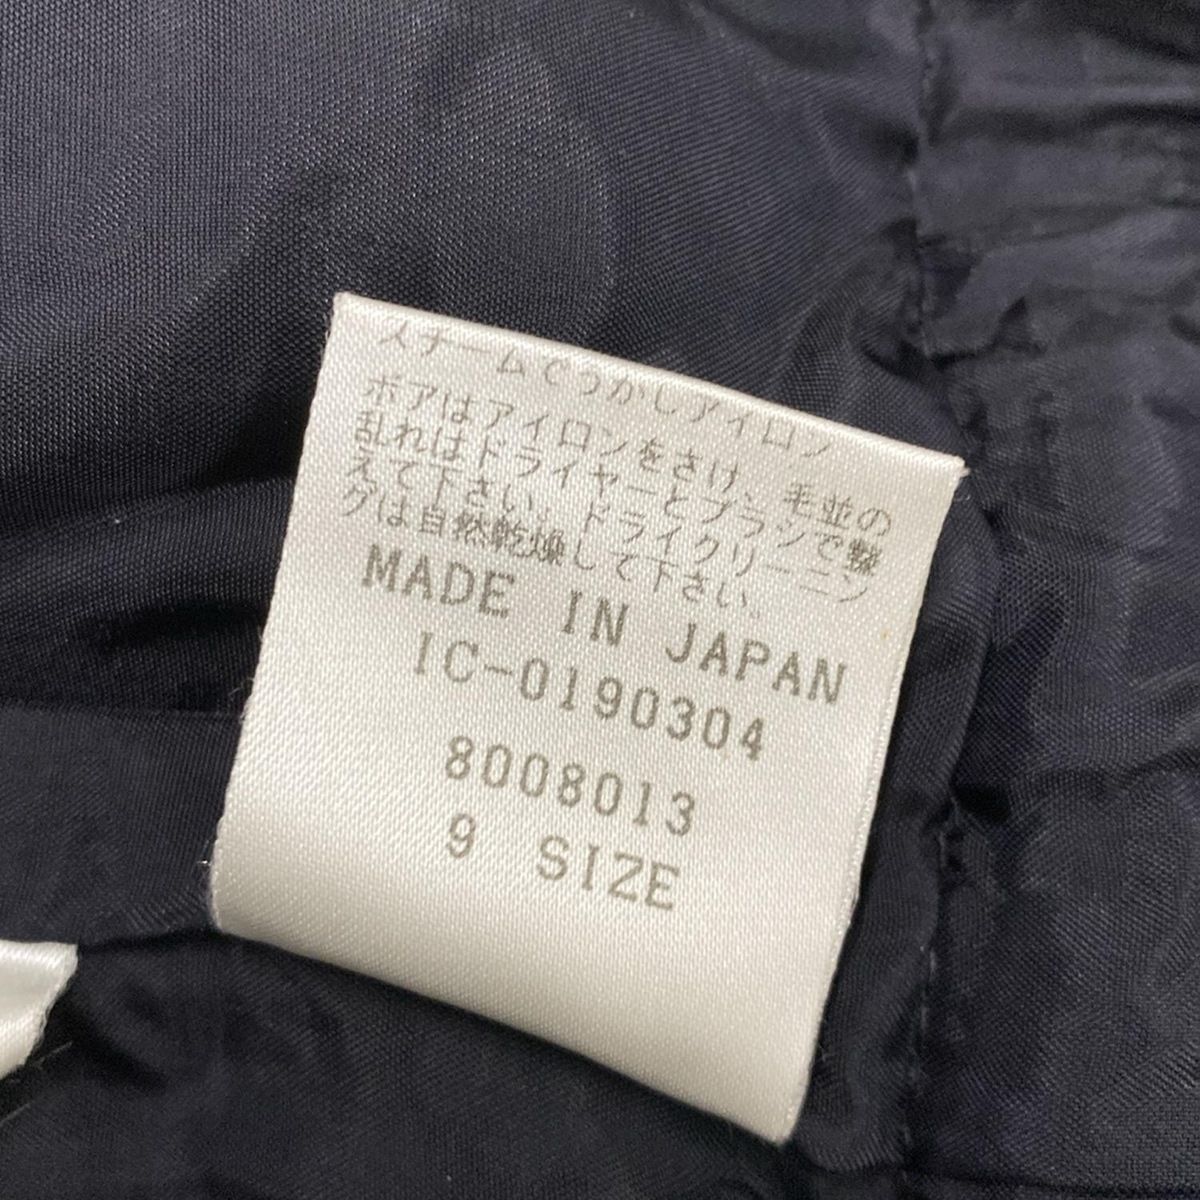 スチームでうかしアイロン
ボアはアイロンをさけ、毛並の
乱れはドライヤーとブラシで整
えて下さい。ドライクリーニン
グは自然乾燥して下さい。
MADE IN JAPAN
IC-0190304
8008013
9 SIZE